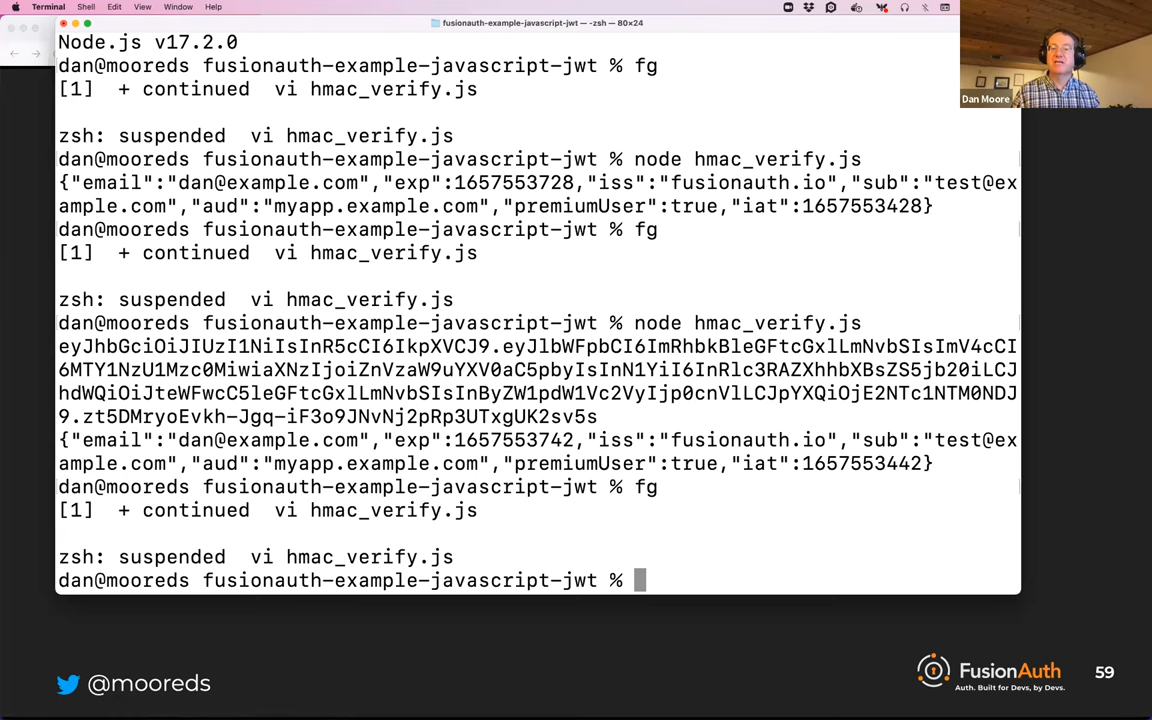 Terminal Shell Edit View Window Help
fusionauth-example-javascript-jwt — -zsh — 80×24
Node.js v17.2.0
dan@mooreds fusionauth-example-javascript-jwt % fg
[1]  + continued  vi hmac_verify.js
zsh: suspended  vi hmac_verify.js
dan@mooreds fusionauth-example-javascript-jwt % node hmac_verify.js
{"email":"dan@example.com","exp":1657553728,"iss":"fusionauth.io","sub":"test@ex
ample.com","aud":"myapp.example.com","premiumUser":true,"iat":1657553428}
dan@mooreds fusionauth-example-javascript-jwt % fg
[1]  + continued  vi hmac_verify.js
zsh: suspended  vi hmac_verify.js
dan@mooreds fusionauth-example-javascript-jwt % node hmac_verify.js
eyJhbGciOiJIUzI1NiIsInR5cCI6IkpXVCJ9.eyJlbWFpbCI6ImRhbkBleGFtcGxlLmNvbSIsImV4cCI
6MTY1NzU1Mzc0MiwiaXNzIjoiZnVzaW9uYXV0aC5pbyIsInN1YiI6InRlc3RAZXhhbXBsZS5jb20iLCJ
hdWQiOiJteWFwcC5leGFtcGxlLmNvbSIsInByZW1pdW1Vc2VyIjp0cnVlLCJpYXQiOjE2NTc1NTM0NDJ
9.zt5DMryoEvkh-Jgq-iF3o9JNvNj2pRp3UTxgUK2sv5s
{"email":"dan@example.com","exp":1657553742,"iss":"fusionauth.io","sub":"test@ex
ample.com","aud":"myapp.example.com","premiumUser":true,"iat":1657553442}
dan@mooreds fusionauth-example-javascript-jwt % fg
[1]  + continued  vi hmac_verify.js
zsh: suspended  vi hmac_verify.js
dan@mooreds fusionauth-example-javascript-jwt %
Dan Moore
@mooreds
FusionAuth
Auth. Built for Devs, by Devs.
59